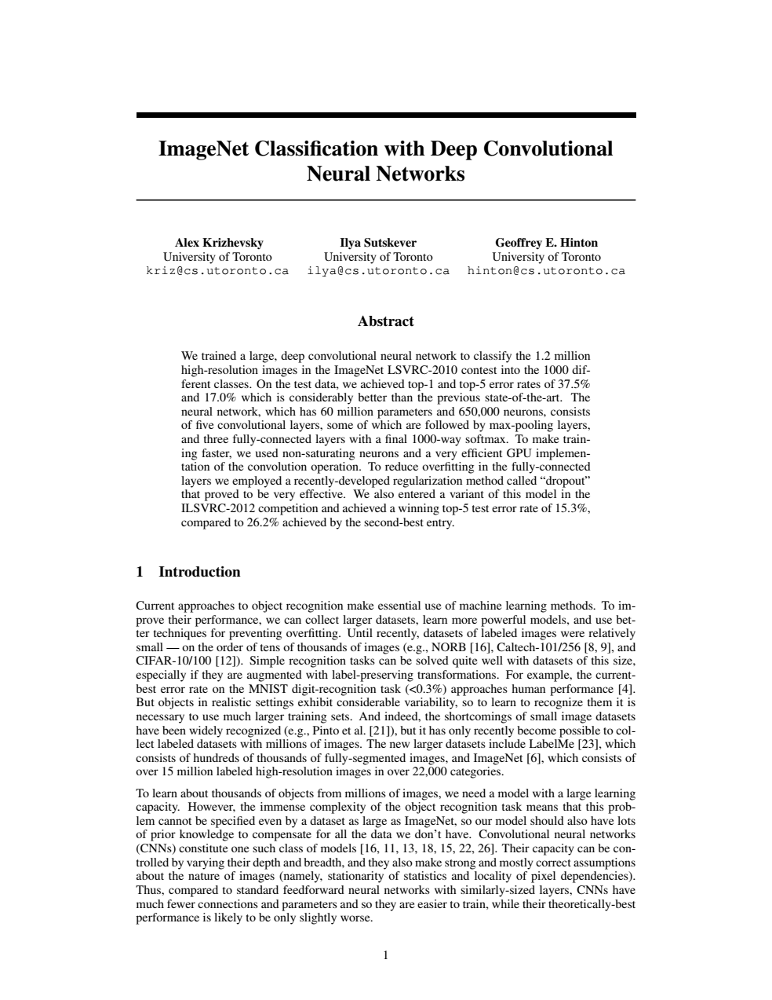 ImageNet Classification with Deep Convolutional
Neural Networks
Alex Krizhevsky
University of Toronto
kriz@cs.utoronto.ca
Ilya Sutskever
University of Toronto
ilya@cs.utoronto.ca
Geoffrey E. Hinton
University of Toronto
hinton@cs.utoronto.ca
Abstract
We trained a large, deep convolutional neural network to classify the 1.2 million
high-resolution images in the ImageNet LSVRC-2010 contest into the 1000 dif-
ferent classes. On the test data, we achieved top-1 and top-5 error rates of 37.5%
and 17.0% which is considerably better than the previous state-of-the-art. The
neural network, which has 60 million parameters and 650,000 neurons, consists
of five convolutional layers, some of which are followed by max-pooling layers,
and three fully-connected layers with a final 1000-way softmax. To make train-
ing faster, we used non-saturating neurons and a very efficient GPU implemen-
tation of the convolution operation. To reduce overfitting in the fully-connected
layers we employed a recently-developed regularization method called “dropout”
that proved to be very effective. We also entered a variant of this model in the
ILSVRC-2012 competition and achieved a winning top-5 test error rate of 15.3%,
compared to 26.2% achieved by the second-best entry.
1 Introduction
Current approaches to object recognition make essential use of machine learning methods. To im-
prove their performance, we can collect larger datasets, learn more powerful models, and use bet-
ter techniques for preventing overfitting. Until recently, datasets of labeled images were relatively
small — on the order of tens of thousands of images (e.g., NORB [16], Caltech-101/256 [8, 9], and
CIFAR-10/100 [12]). Simple recognition tasks can be solved quite well with datasets of this size,
especially if they are augmented with label-preserving transformations. For example, the current-
best error rate on the MNIST digit-recognition task (<0.3%) approaches human performance [4].
But objects in realistic settings exhibit considerable variability, so to learn to recognize them it is
necessary to use much larger training sets. And indeed, the shortcomings of small image datasets
have been widely recognized (e.g., Pinto et al. [21]), but it has only recently become possible to col-
lect labeled datasets with millions of images. The new larger datasets include LabelMe [23], which
consists of hundreds of thousands of fully-segmented images, and ImageNet [6], which consists of
over 15 million labeled high-resolution images in over 22,000 categories.
To learn about thousands of objects from millions of images, we need a model with a large learning
capacity. However, the immense complexity of the object recognition task means that this prob-
lem cannot be specified even by a dataset as large as ImageNet, so our model should also have lots
of prior knowledge to compensate for all the data we don’t have. Convolutional neural networks
(CNNs) constitute one such class of models [16, 11, 13, 18, 15, 22, 26]. Their capacity can be con-
trolled by varying their depth and breadth, and they also make strong and mostly correct assumptions
about the nature of images (namely, stationarity of statistics and locality of pixel dependencies).
Thus, compared to standard feedforward neural networks with similarly-sized layers, CNNs have
much fewer connections and parameters and so they are easier to train, while their theoretically-best
performance is likely to be only slightly worse.
1